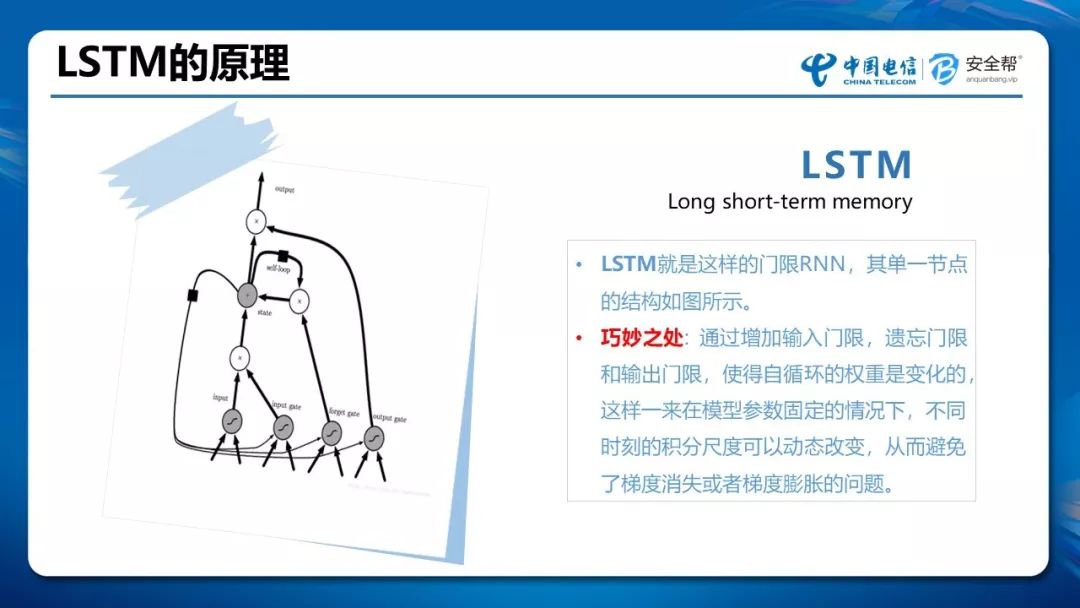 LSTM的原理
中国电信
CHINA TELECOM
安全帮®
anquanbang.vip
output
×
self-loop
+
×
state
×
input
input gate
forget gate
output gate
LSTM
Long short-term memory
• LSTM就是这样的门限RNN，其单一节点
的结构如图所示。
• 巧妙之处：通过增加输入门限，遗忘门限
和输出门限，使得自循环的权重是变化的，
这样一来在模型参数固定的情况下，不同
时刻的积分尺度可以动态改变，从而避免
了梯度消失或者梯度膨胀的问题。